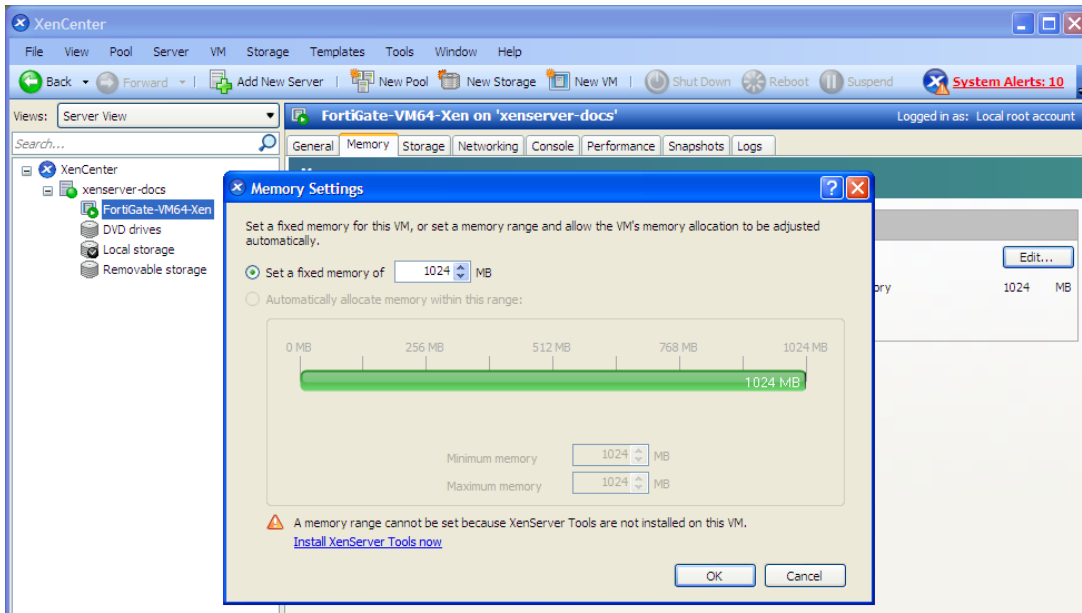 XenCenter
File View Pool Server VM Storage Templates Tools Window Help
Back Forward Add New Server New Pool New Storage New VM Shut Down Reboot Suspend System Alerts: 10
Views: Server View
FortiGate-VM64-Xen on 'xenserver-docs' Logged in as: Local root account
Search...
General Memory Storage Networking Console Performance Snapshots Logs
XenCenter
xenserver-docs
FortiGate-VM64-Xen
DVD drives
Local storage
Removable storage
Memory Settings
Set a fixed memory for this VM, or set a memory range and allow the VM's memory allocation to be adjusted
automatically.
Set a fixed memory of 1024 MB
Automatically allocate memory within this range:
0 MB 256 MB 512 MB 768 MB 1024 MB
1024 MB
Minimum memory 1024 MB
Maximum memory 1024 MB
A memory range cannot be set because XenServer Tools are not installed on this VM.
Install XenServer Tools now
OK Cancel
Edit...
1024 MB